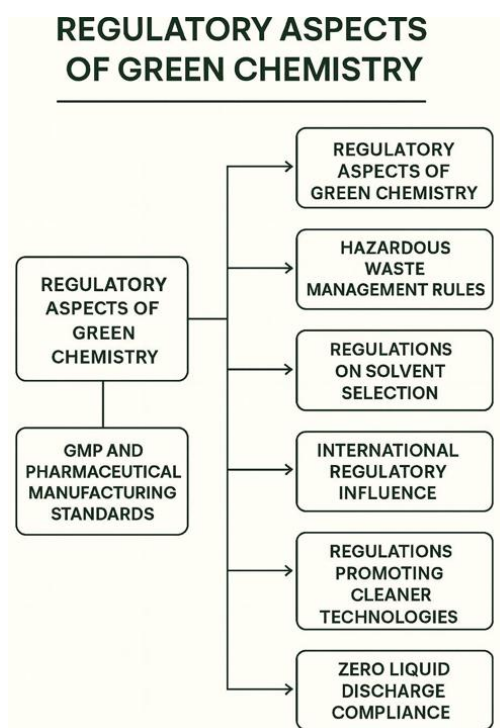 REGULATORY ASPECTS
OF GREEN CHEMISTRY
REGULATORY
ASPECTS OF
GREEN
CHEMISTRY
GMP AND
PHARMACEUTICAL
MANUFACTURING
STANDARDS
REGULATORY
ASPECTS OF
GREEN CHEMISTRY
HAZARDOUS
WASTE
MANAGEMENT RULES
REGULATIONS
ON SOLVENT
SELECTION
INTERNATIONAL
REGULATORY
INFLUENCE
REGULATIONS
PROMOTING
CLEANER
TECHNOLOGIES
ZERO LIQUID
DISCHARGE
COMPLIANCE